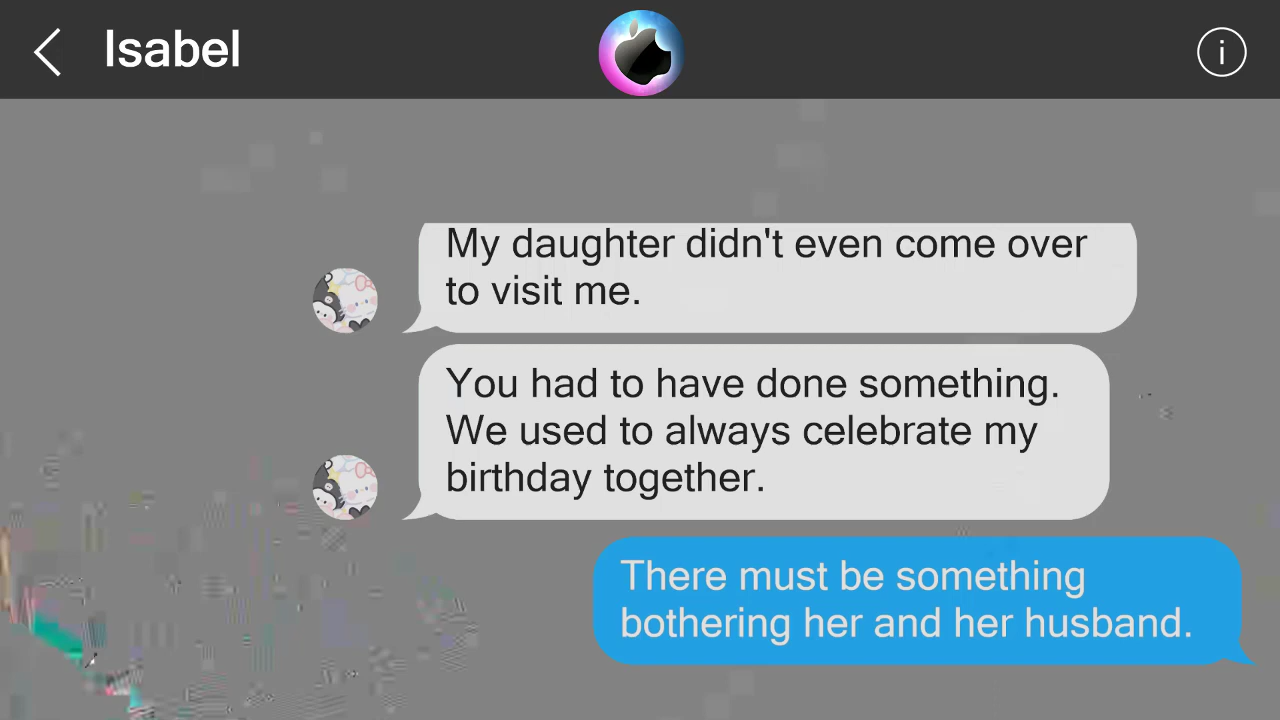 Isabel
My daughter didn't even come over
to visit me.
You had to have done something.
We used to always celebrate my
birthday together.
There must be something
bothering her and her husband.